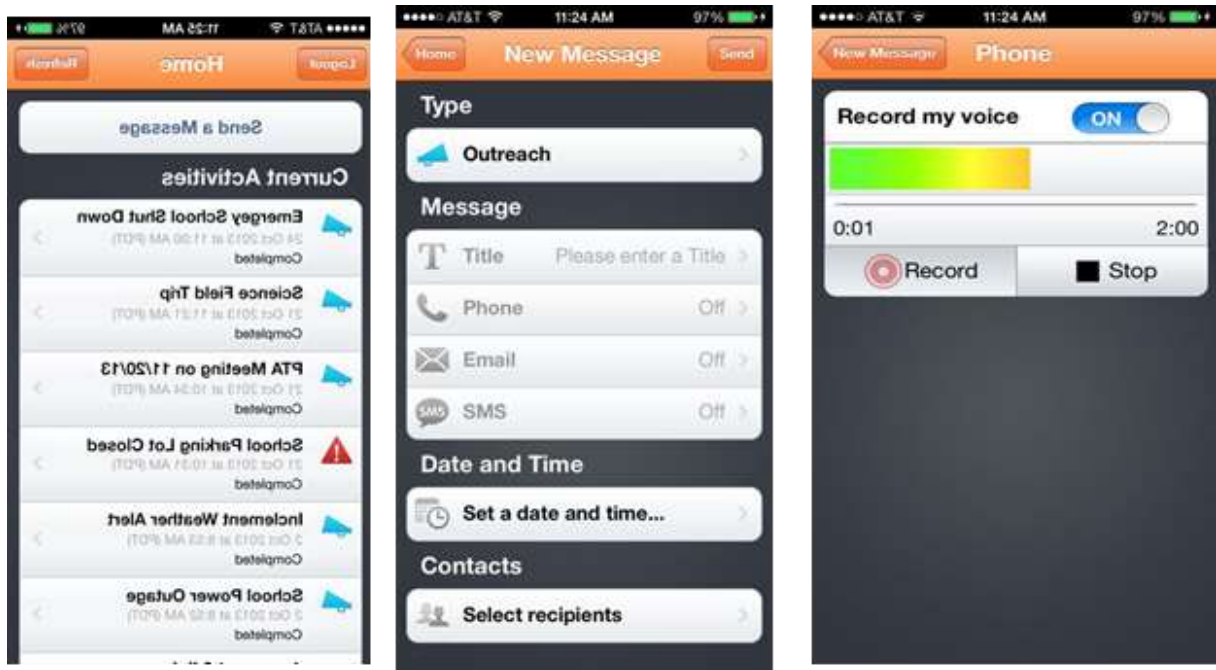 AT&T 11:25 AM 97%
Logout Home Refresh
Send a Message
Current Activities
Emergey School Shut Down
24 Oct 2013 at 11:00 AM (PDT)
Completed
Science Field Trip
21 Oct 2013 at 11:21 AM (PDT)
Completed
PTA Meeting on 11/20/13
21 Oct 2013 at 10:34 AM (PDT)
Completed
School Parking Lot Closed
21 Oct 2013 at 10:31 AM (PDT)
Completed
Inclement Weather Alert
2 Oct 2013 at 8:53 AM (PDT)
Completed
School Power Outage
2 Oct 2013 at 8:52 AM (PDT)
Completed
AT&T 11:24 AM 97%
Home New Message Send
Type
Outreach
Message
T Title Please enter a Title
Phone Off
Email Off
SMS SMS Off
Date and Time
Set a date and time...
Contacts
Select recipients
AT&T 11:24 AM 97%
New Message Phone
Record my voice ON
0:01 2:00
Record Stop